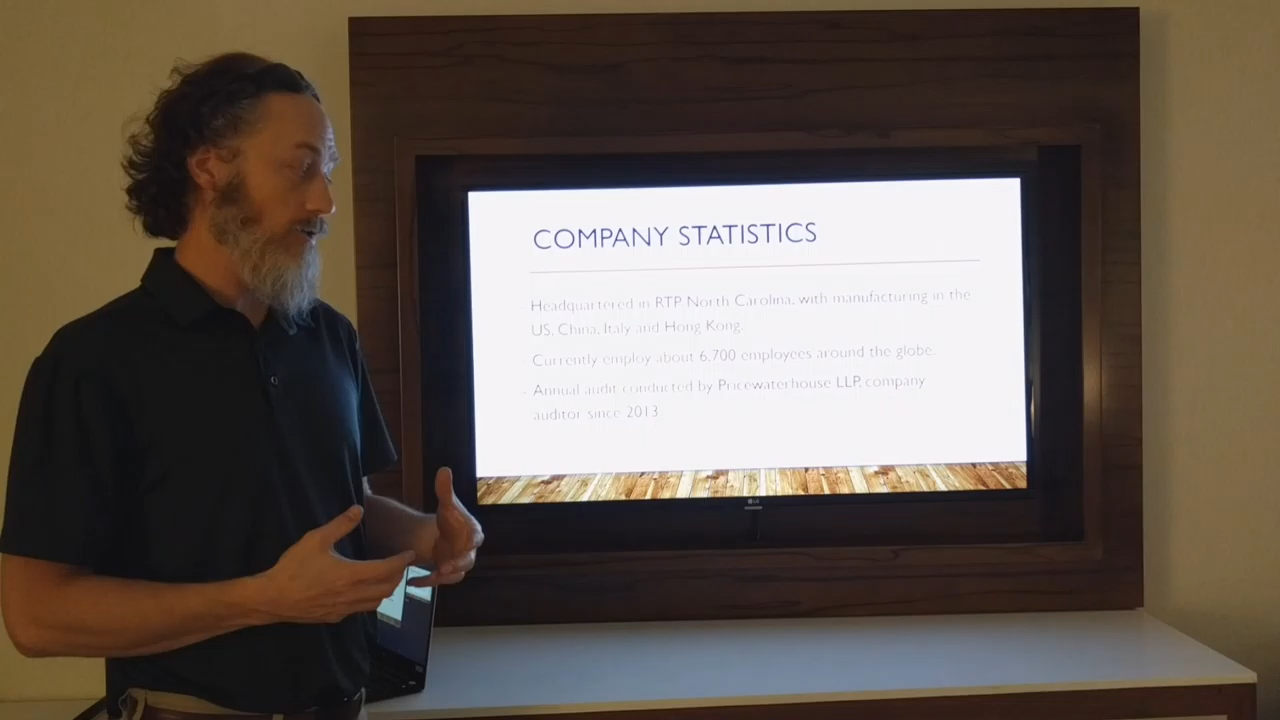 COMPANY STATISTICS
- Headquartered in RTP North Carolina, with manufacturing in the
US, China, Italy and Hong Kong.
- Currently employ about 6,700 employees around the globe.
- Annual audit conducted by Pricewaterhouse LLP, company
auditor since 2013
LG